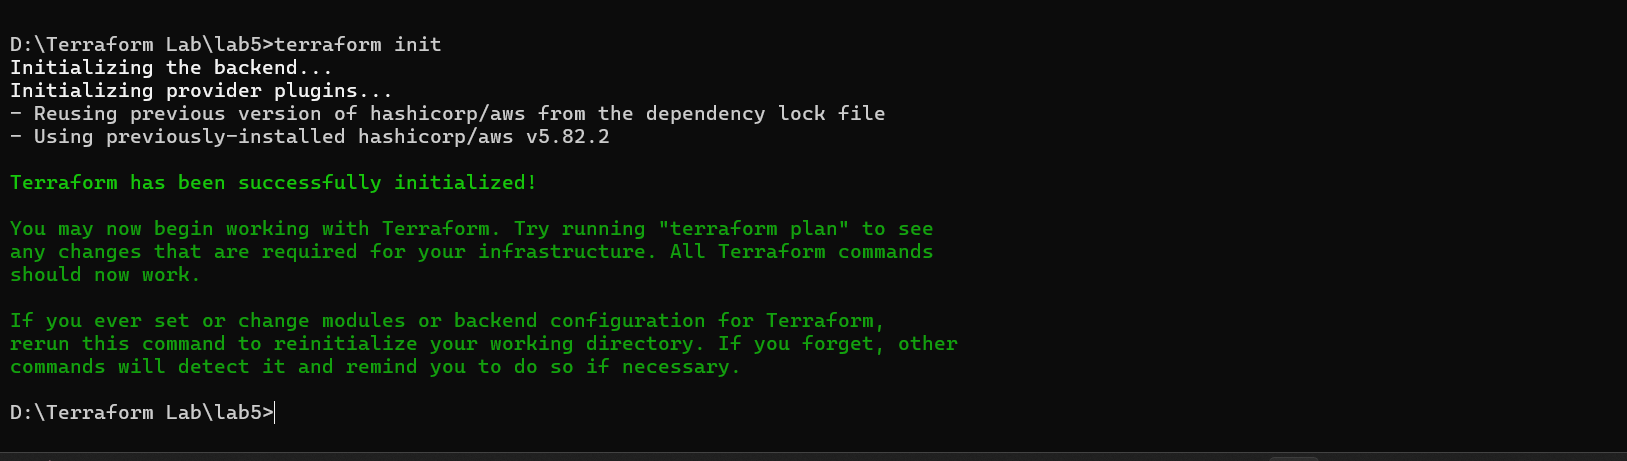 D:\Terraform Lab\lab5>terraform init
Initializing the backend...
Initializing provider plugins...
- Reusing previous version of hashicorp/aws from the dependency lock file
- Using previously-installed hashicorp/aws v5.82.2
Terraform has been successfully initialized!
You may now begin working with Terraform. Try running "terraform plan" to see
any changes that are required for your infrastructure. All Terraform commands
should now work.
If you ever set or change modules or backend configuration for Terraform,
rerun this command to reinitialize your working directory. If you forget, other
commands will detect it and remind you to do so if necessary.
D:\Terraform Lab\lab5>